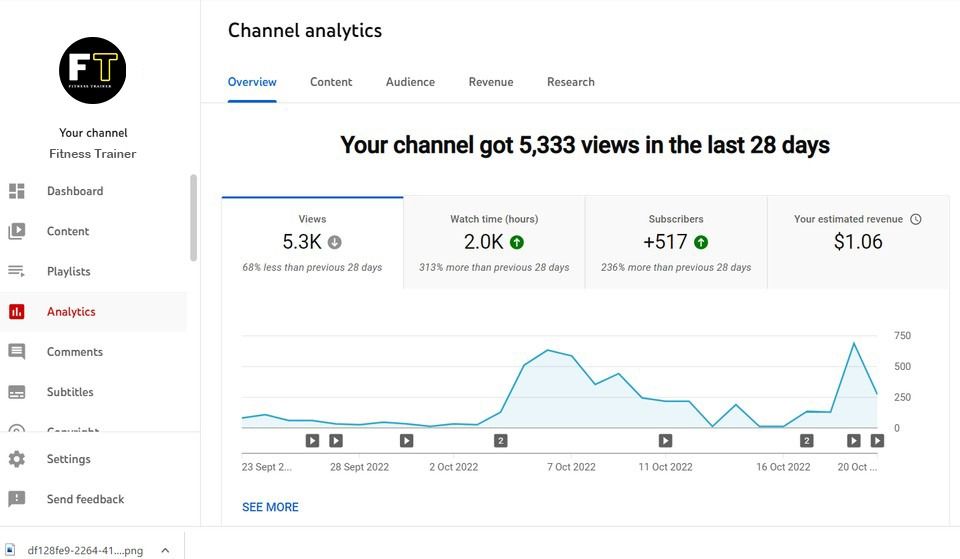 FT
FITNESS TRAINER
Your channel
Fitness Trainer
Dashboard
Content
Playlists
Analytics
Comments
Subtitles
Copyright
Settings
Send feedback
Channel analytics
Overview Content Audience Revenue Research
Your channel got 5,333 views in the last 28 days
Views
5.3K
68% less than previous 28 days
Watch time (hours)
2.0K
313% more than previous 28 days
Subscribers
+517
236% more than previous 28 days
Your estimated revenue
$1.06
750
500
250
0
2 2
23 Sept 2... 28 Sept 2022 2 Oct 2022 7 Oct 2022 11 Oct 2022 16 Oct 2022 20 Oct ...
SEE MORE
df128fe9-2264-41....png